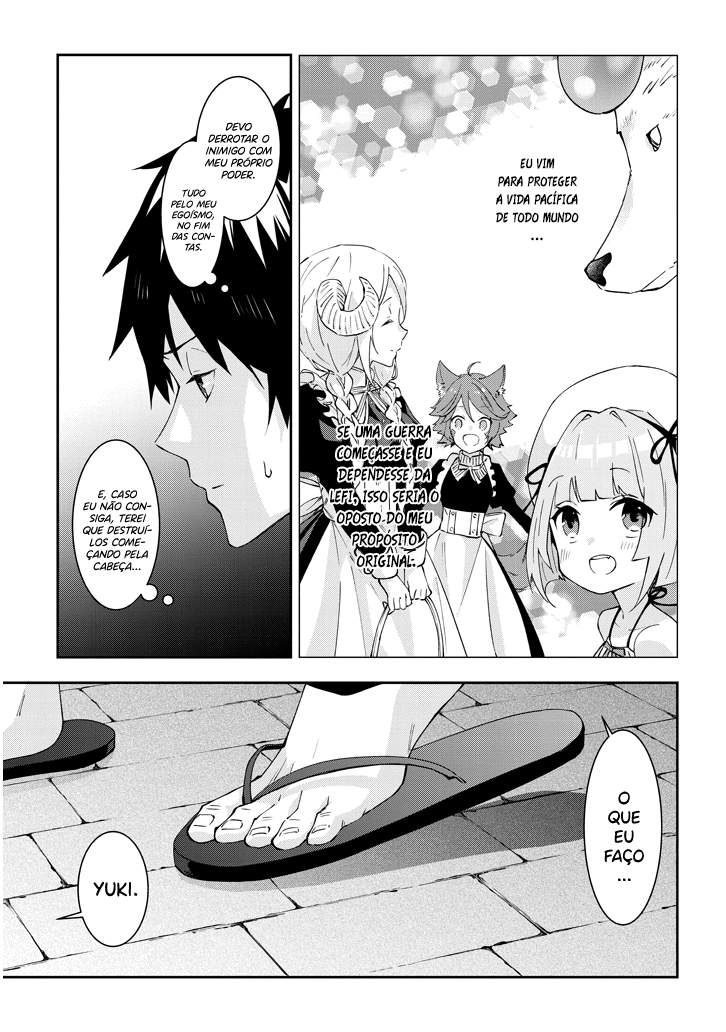 EU VIM
PARA PROTEGER
A VIDA PACÍFICA
DE TODO MUNDO
...
SE UMA GUERRA
COMEÇASSE E EU
DEPENDESSE DA
LEFI, ISSO SERIA O
OPOSTO DO MEU
PROPÓSITO
ORIGINAL.
DEVO
DERROTAR O
INIMIGO COM
MEU PRÓPRIO
PODER.
TUDO
PELO MEU
EGOÍSMO,
NO FIM
DAS CON-
TAS.
E, CASO
EU NÃO CON-
SIGA, TEREI
QUE DESTRUÍ-
LOS COME-
ÇANDO PELA
CABEÇA...
O
QUE
EU
FAÇO
...
YUKI.